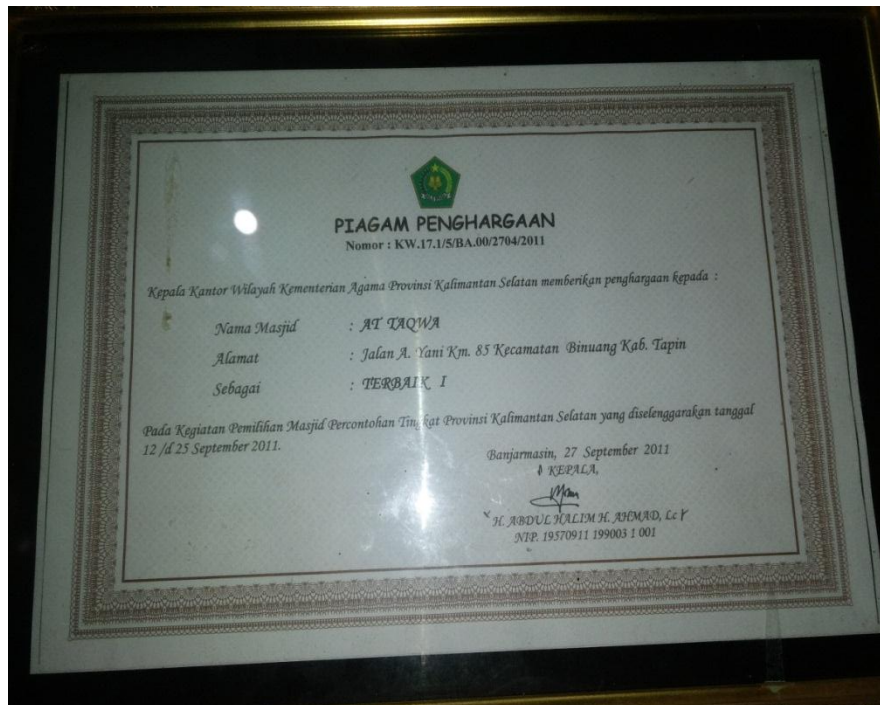 PIAGAM PENGHARGAAN
Nomor : KW.17.1/5/BA.00/2704/2011
Kepala Kantor Wilayah Kementerian Agama Provinsi Kalimantan Selatan memberikan penghargaan kepada :
Nama Masjid : AT TAQWA
Alamat : Jalan A. Yani Km. 85 Kecamatan Binuang Kab. Tapin
Sebagai : TERBAIK I
Pada Kegiatan Pemilihan Masjid Percontohan Tingkat Provinsi Kalimantan Selatan yang diselenggarakan tanggal
12 /d 25 September 2011.
Banjarmasin, 27 September 2011
KEPALA,
H. ABDUL HALIM H. AHMAD, Lc
NIP. 19570911 199003 1 001